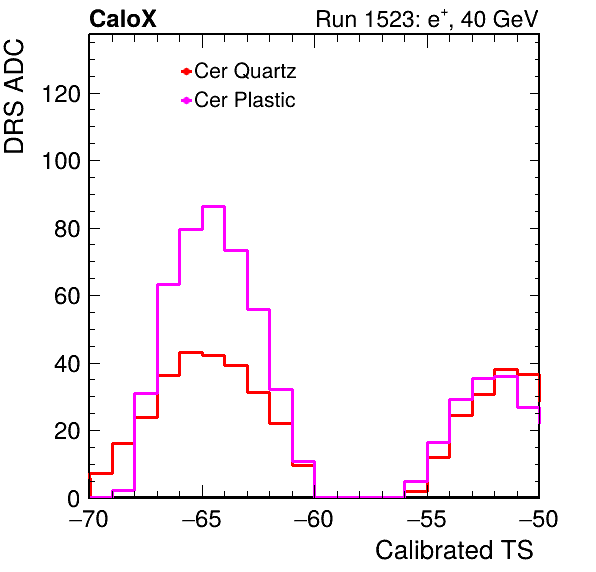 CaloX Run 1523: e⁺, 40 GeV
DRS ADC
Cer Quartz
Cer Plastic
120
100
80
60
40
20
0
−70 −65 −60 −55 −50
Calibrated TS